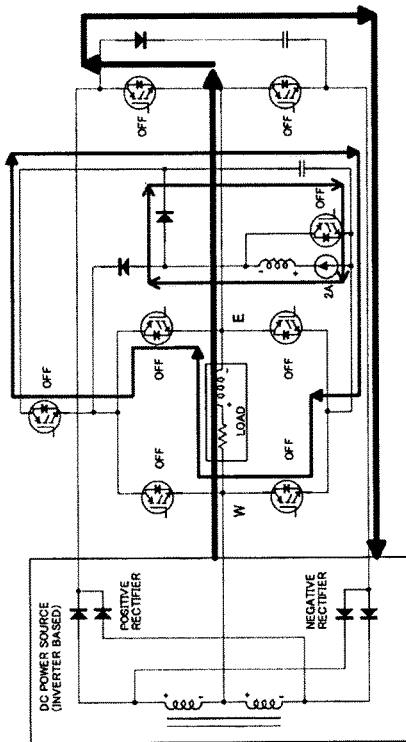 DC POWER SOURCE
(INVERTER BASED)
POSITIVE
RECTIFIER
NEGATIVE
RECTIFIER
+
-
+
-
OFF
OFF
OFF
W
+
-
LOAD
E
OFF
OFF
-
+
2A
OFF
OFF
OFF